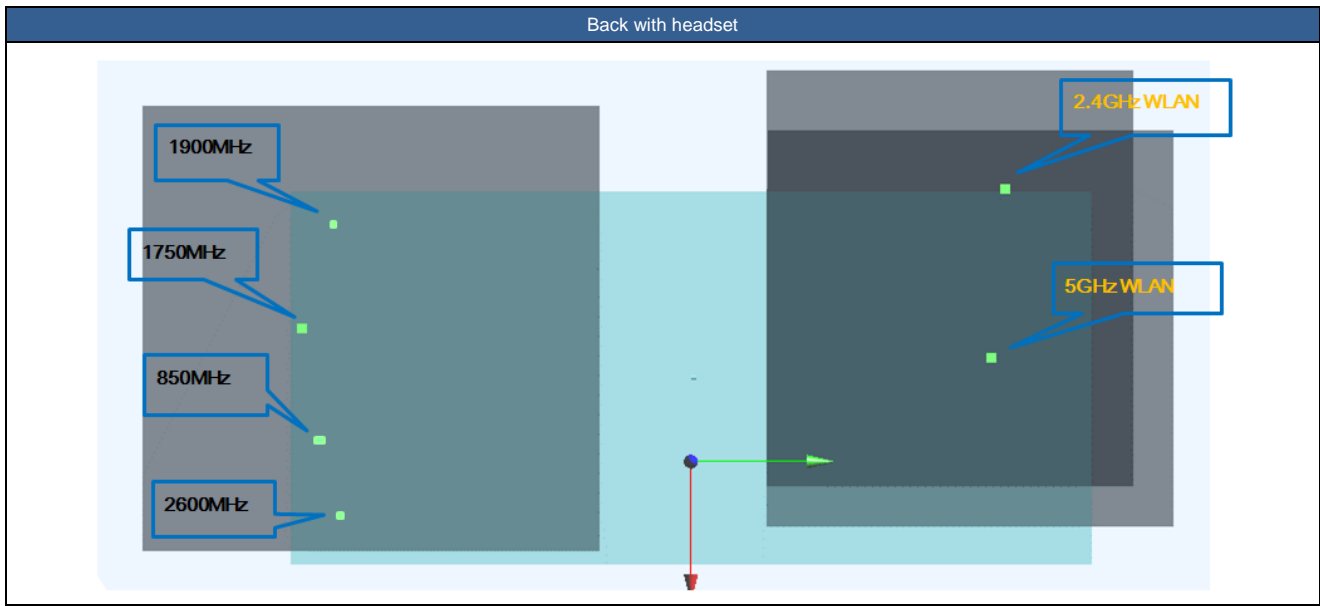 Back with headset
2.4GHz WLAN
1900MHz
1750MHz
5GHz WLAN
850MHz
2600MHz